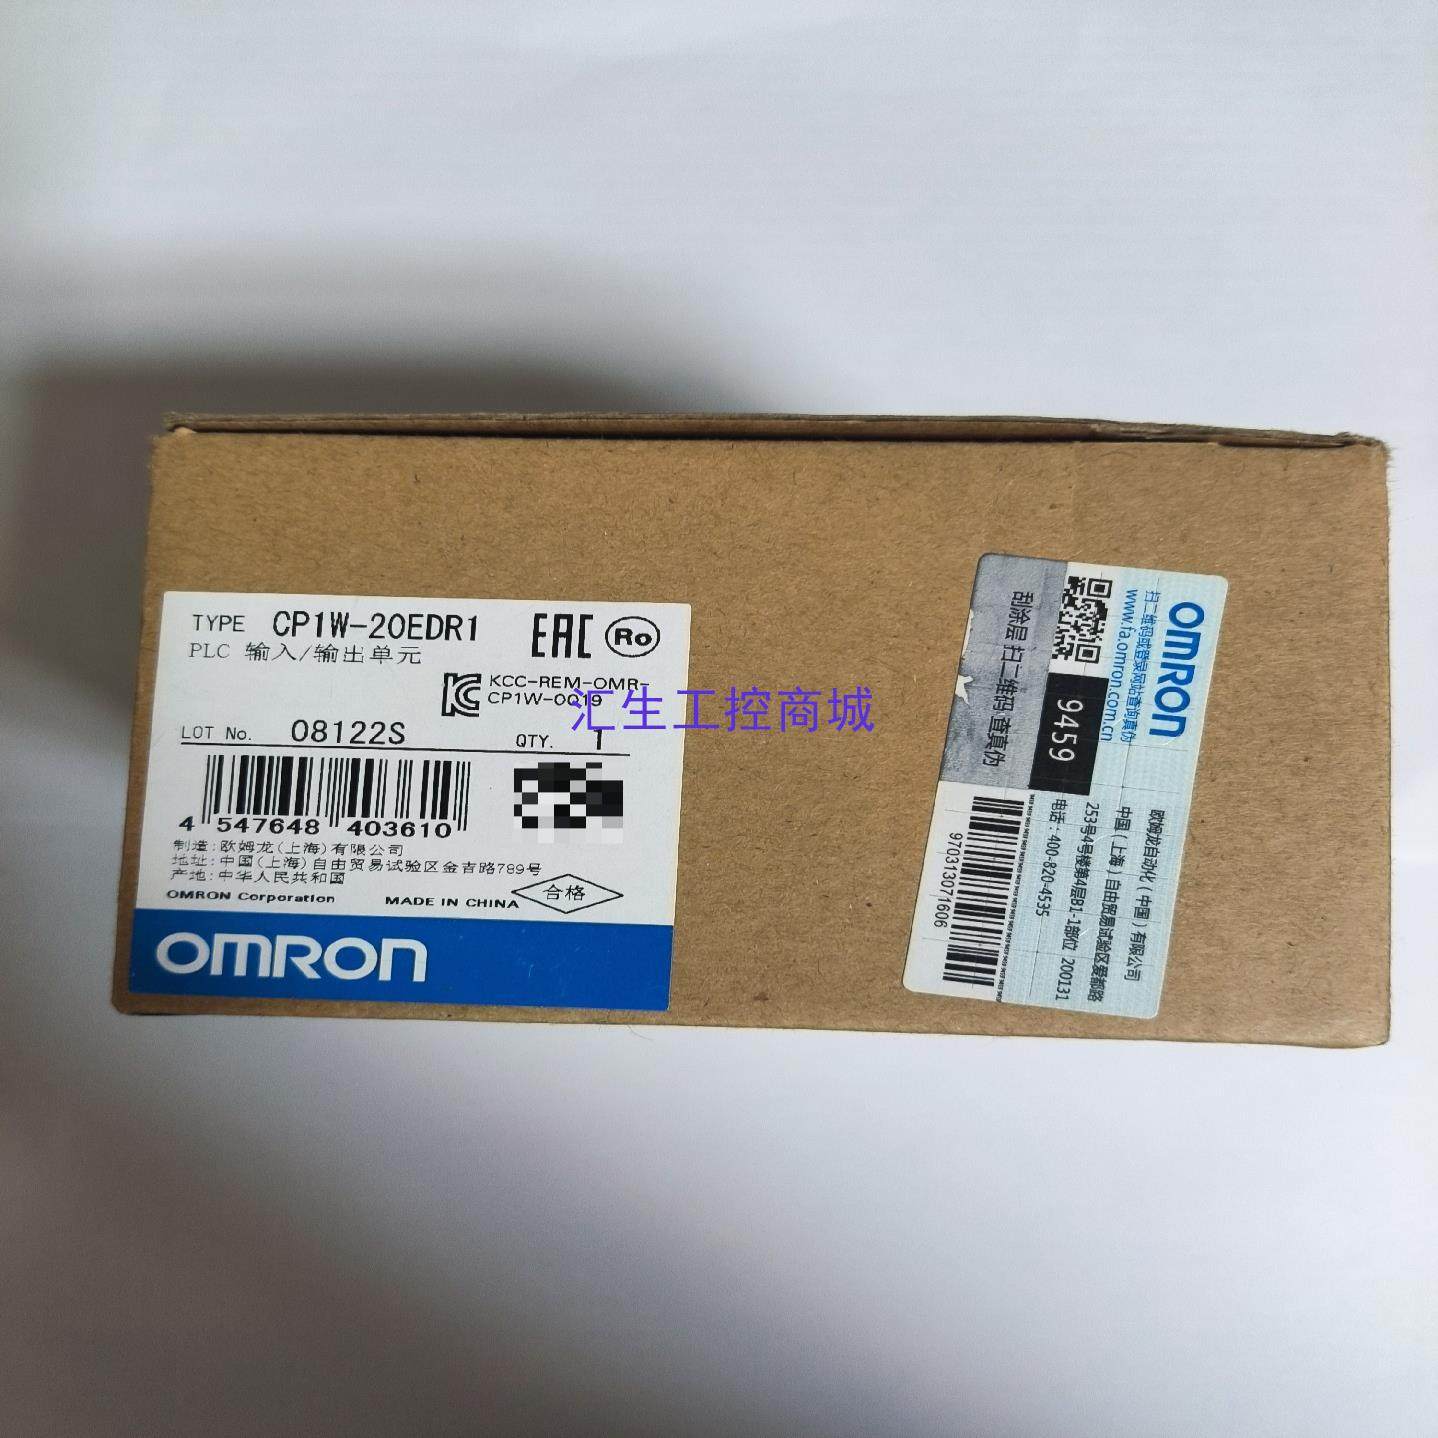 TYPE CP1W-20EDR1
PLC 输入/输出单元
EAC Ro
KCC-REM-OMR-
CP1W-0019
LOT No. 08122S QTY. 1
4 547648 403610
制造:欧姆龙(上海)有限公司
地址:中国(上海)自由贸易试验区金吉路789号
产地:中华人民共和国
OMRON Corporation MADE IN CHINA
合格
OMRON
汇生工控商城
OMRON
扫二维码或登录网站查询真伪
www.fa.omron.com.cn
9459
刮涂层 扫二维码 查真伪
欧姆龙自动化(中国)有限公司
中国(上海)自由贸易试验区爱都路
253号4号楼第4层B1-1部位 200131
电话:400-820-4535
970313071606